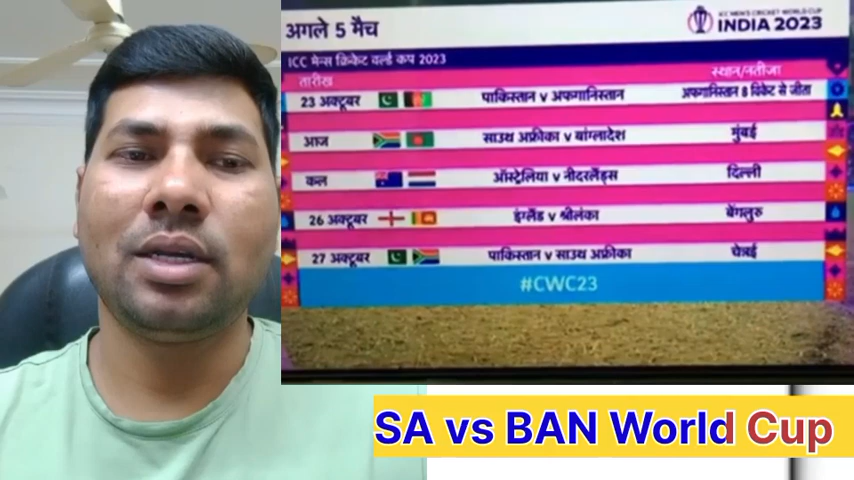 अगले 5 मैच
ICC MEN'S CRICKET WORLD CUP
INDIA 2023
ICC मेन्स क्रिकेट वर्ल्ड कप 2023
तारीख स्थान/नतीजा
23 अक्टूबर पाकिस्तान v अफगानिस्तान अफगानिस्तान 8 विकेट से जीता
आज साउथ अफ्रीका v बांग्लादेश मुंबई
कल ऑस्ट्रेलिया v नीदरलैंड्स दिल्ली
26 अक्टूबर इंग्लैंड v श्रीलंका बेंगलुरु
27 अक्टूबर पाकिस्तान v साउथ अफ्रीका चेन्नई
#CWC23
SA vs BAN World Cup